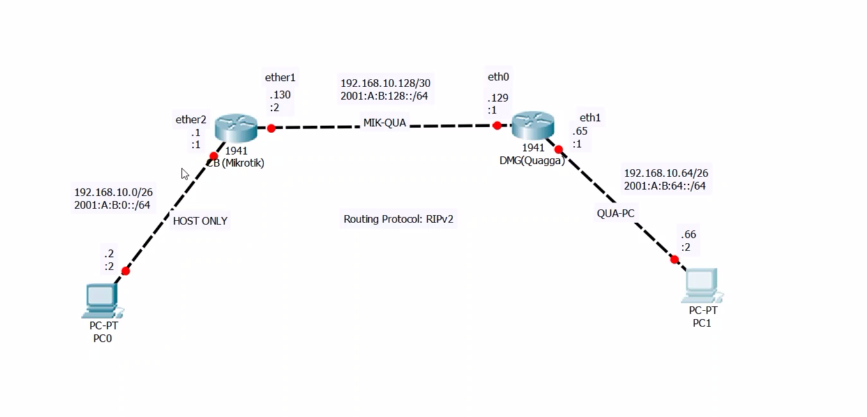 ether1
.130
:2
192.168.10.128/30
2001:A:B:128::/64
MIK-QUA
eth0
.129
:1
ether2
.1
:1
1941
CB (Mikrotik)
1941
DMG(Quagga)
eth1
.65
:1
192.168.10.0/26
2001:A:B:0::/64
HOST ONLY
Routing Protocol: RIPv2
192.168.10.64/26
2001:A:B:64::/64
QUA-PC
.2
:2
.66
:2
PC-PT
PC0
PC-PT
PC1